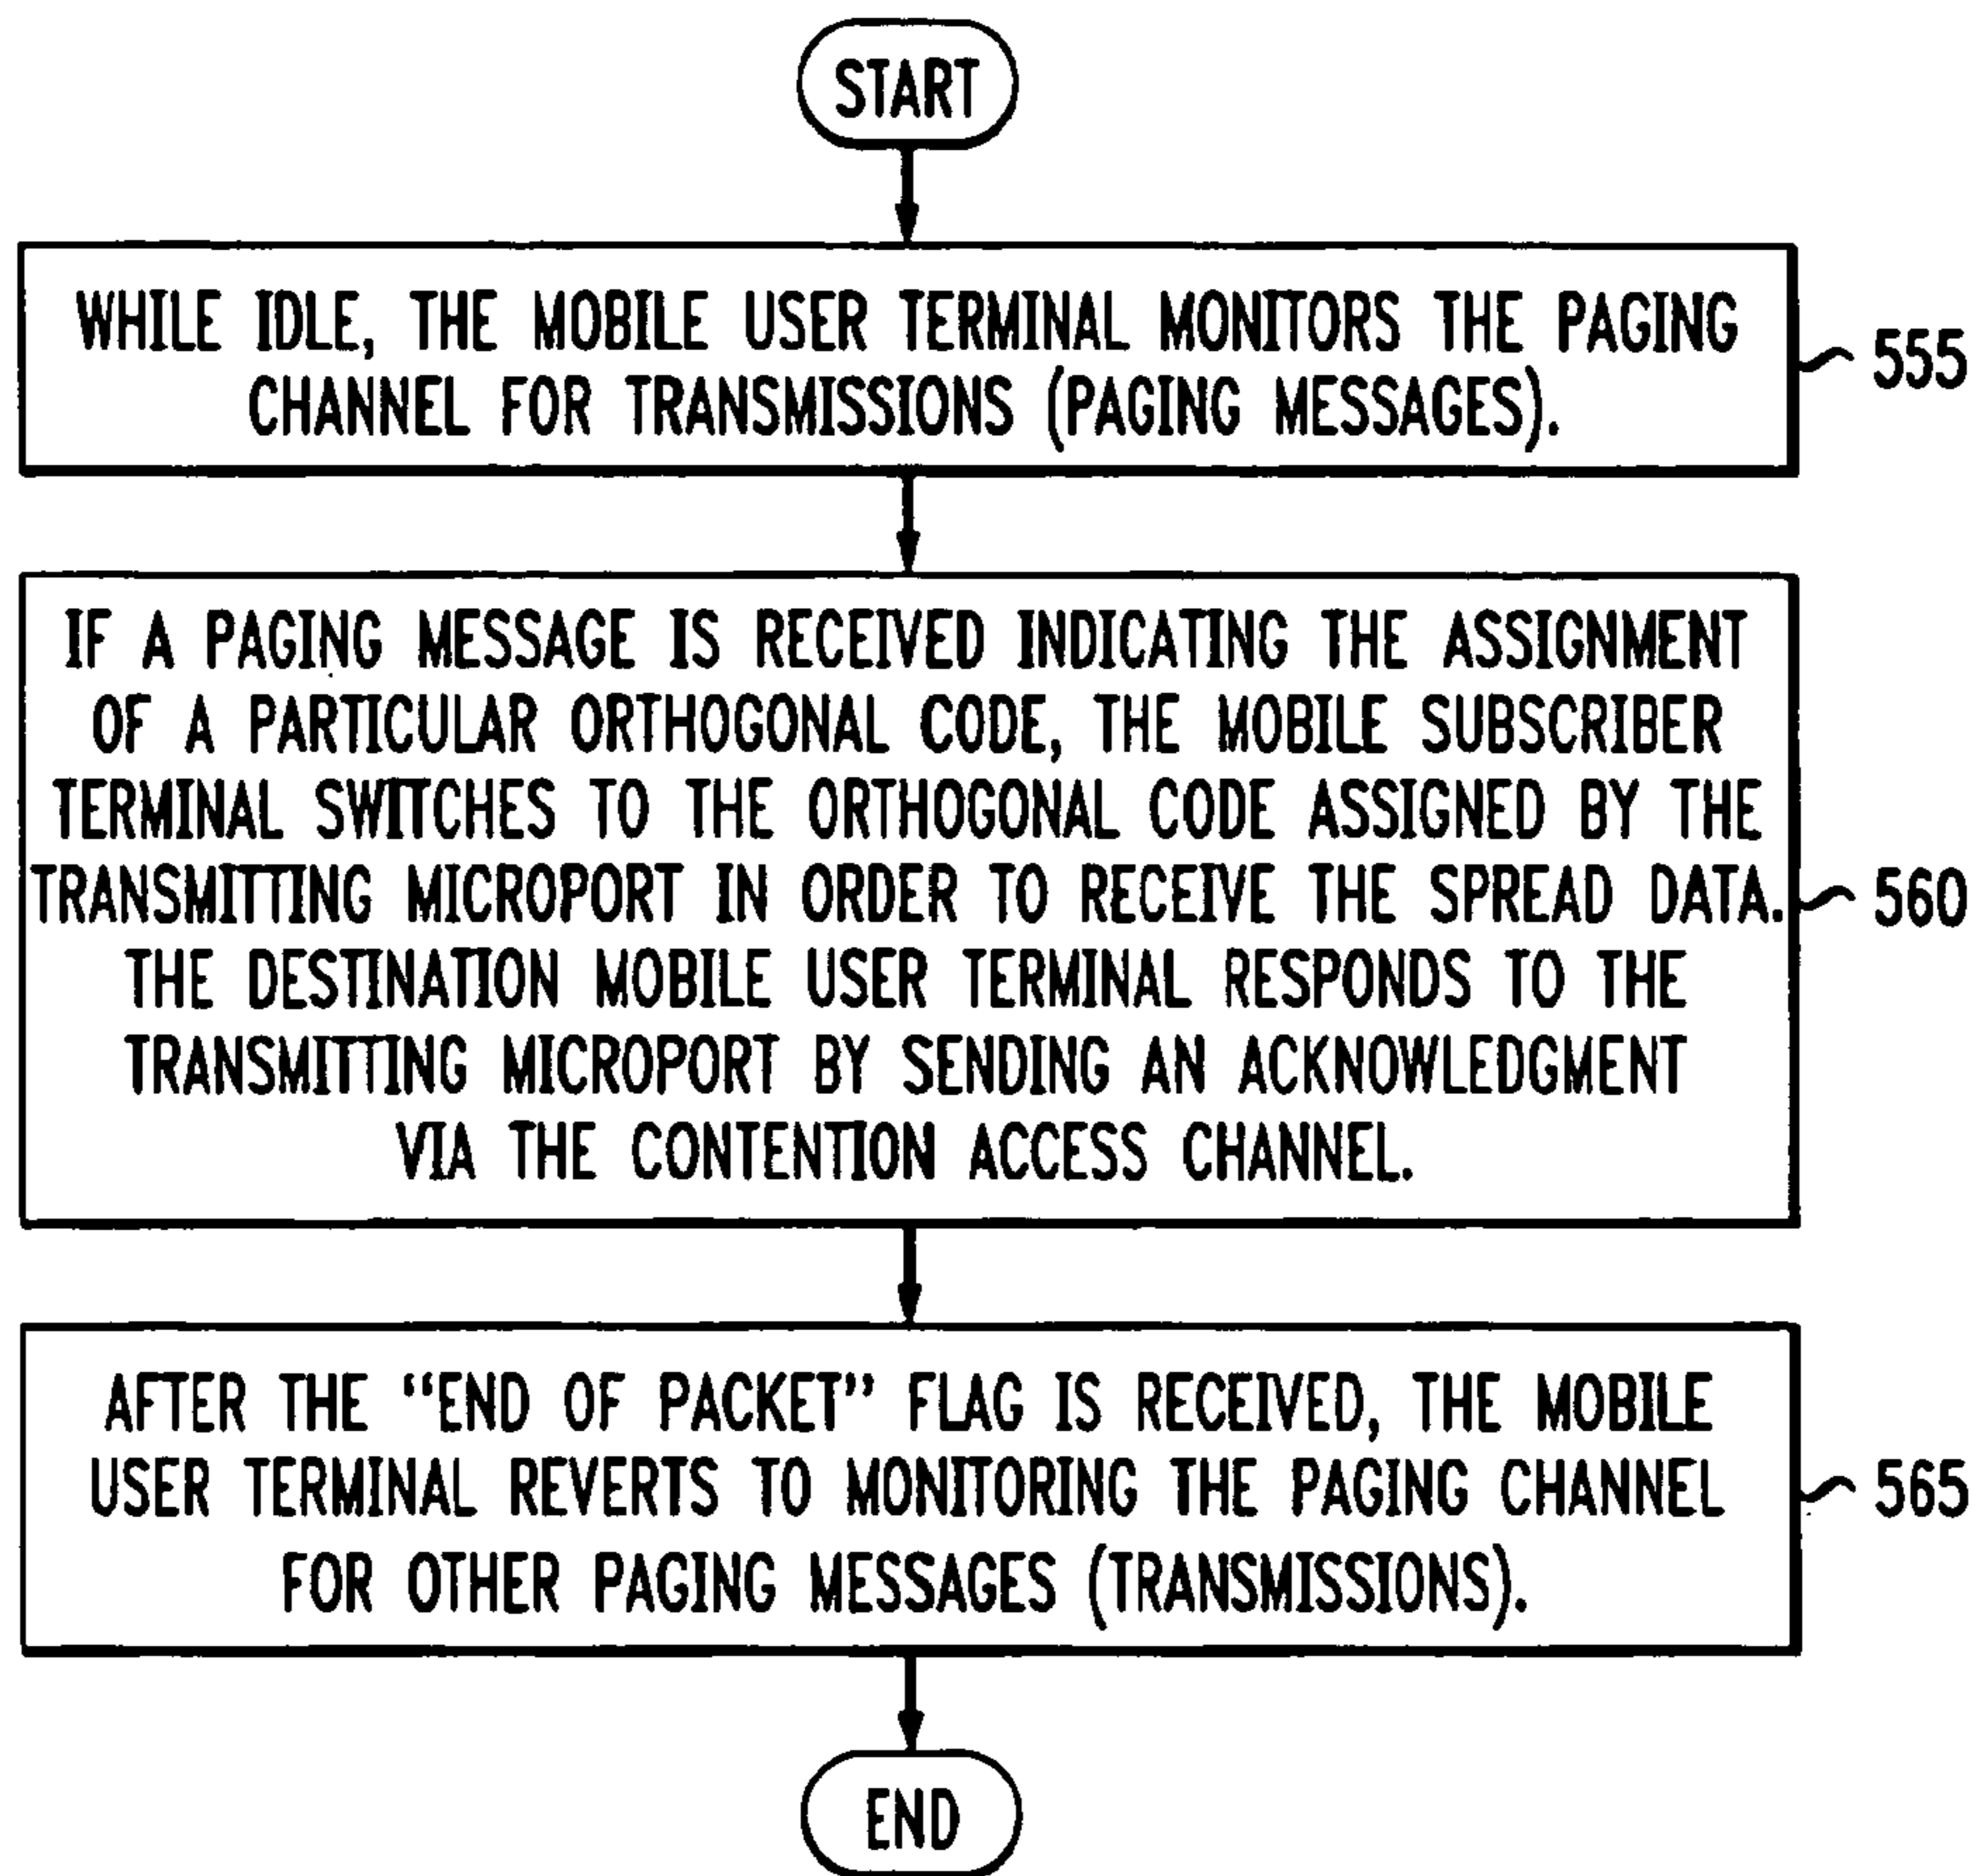 START
WHILE IDLE, THE MOBILE USER TERMINAL MONITORS THE PAGING
CHANNEL FOR TRANSMISSIONS (PAGING MESSAGES).
555
IF A PAGING MESSAGE IS RECEIVED INDICATING THE ASSIGNMENT
OF A PARTICULAR ORTHOGONAL CODE, THE MOBILE SUBSCRIBER
TERMINAL SWITCHES TO THE ORTHOGONAL CODE ASSIGNED BY THE
TRANSMITTING MICROPORT IN ORDER TO RECEIVE THE SPREAD DATA.
THE DESTINATION MOBILE USER TERMINAL RESPONDS TO THE
TRANSMITTING MICROPORT BY SENDING AN ACKNOWLEDGMENT
VIA THE CONTENTION ACCESS CHANNEL.
560
AFTER THE “END OF PACKET” FLAG IS RECEIVED, THE MOBILE
USER TERMINAL REVERTS TO MONITORING THE PAGING CHANNEL
FOR OTHER PAGING MESSAGES (TRANSMISSIONS).
565
END